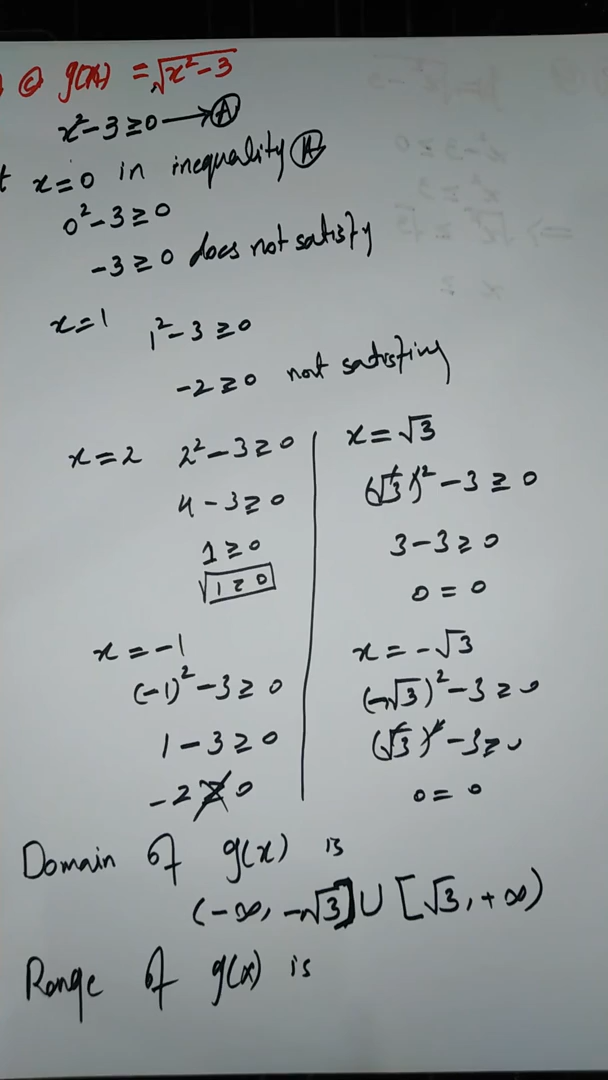 ⓒ g(x) = √x²-3
x²-3 ≥ 0 → Ⓐ
t x=0 in inequality Ⓐ
0²-3 ≥ 0
-3 ≥ 0 does not satisfy
x=1 1²-3 ≥ 0
-2 ≥ 0 not satisfying
x=2 2²-3 ≥ 0
4-3 ≥ 0
1 ≥ 0
√1 ≥ 0
x=√3
(√3)²-3 ≥ 0
3-3 ≥ 0
0 = 0
x=-1
(-1)²-3 ≥ 0
1-3 ≥ 0
-2 ≱ 0
x=-√3
(-√3)²-3 ≥ 0
(√3)²-3 ≥ 0
0 = 0
Domain of g(x) is
(-∞, -√3] ∪ [√3, +∞)
Range of g(x) is